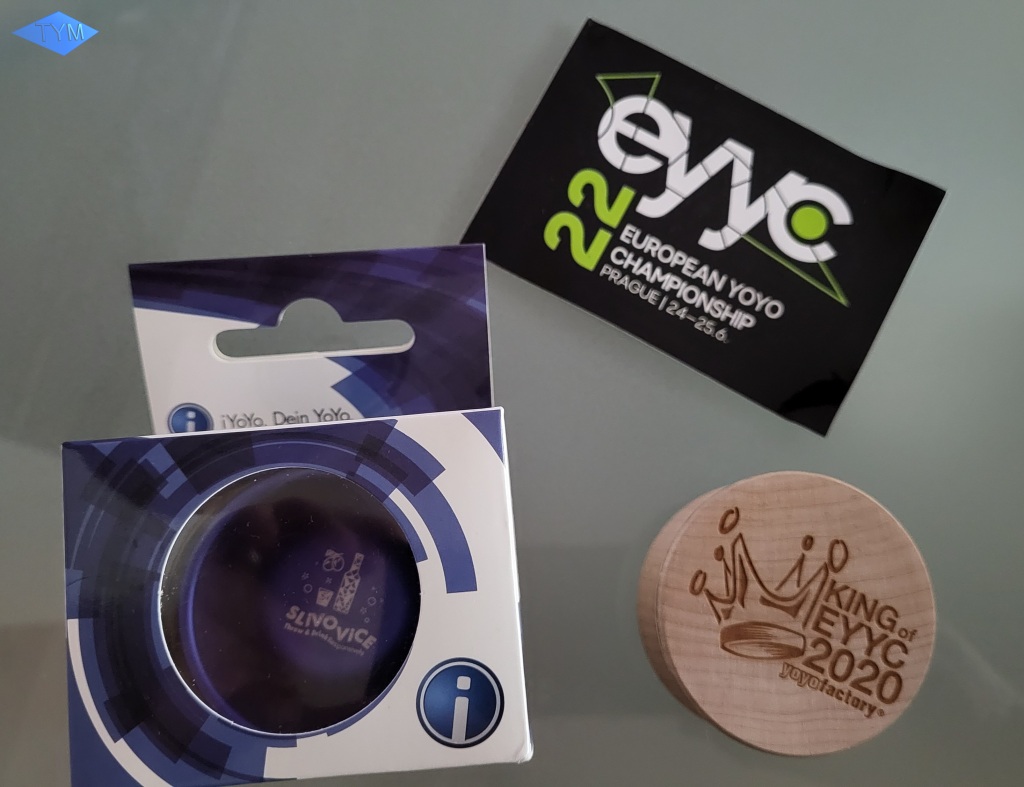 TYM
eyyc
22
EUROPEAN YOYO
CHAMPIONSHIP
PRAGUE | 24–25.6.
i
iYoYo. Dein YoYo.
SLIVOVICE
i
KING of
EYYC
2020
yoyofactory®